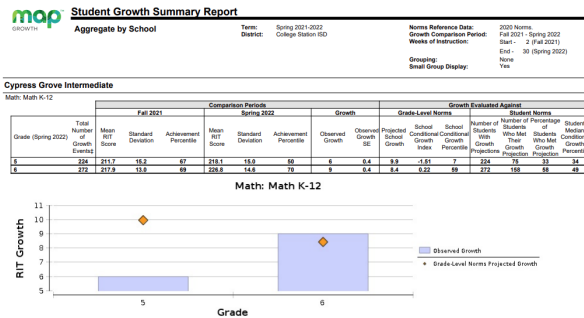 map
GROWTH
Student Growth Summary Report
Aggregate by School
Term: Spring 2021-2022
District: College Station ISD
Norms Reference Data: 2020 Norms.
Growth Comparison Period: Fall 2021 - Spring 2022
Weeks of Instruction: Start - 2 (Fall 2021)
End - 30 (Spring 2022)
Grouping: None
Small Group Display: Yes
Cypress Grove Intermediate
Math: Math K-12
Comparison Periods Growth Evaluated Against
Fall 2021 Spring 2022 Growth Grade-Level Norms Student Norms
Grade (Spring 2022) Total Number of Growth Events‡ Mean RIT Score Standard Deviation Achievement Percentile Mean RIT Score Standard Deviation Achievement Percentile Observed Growth Observed Growth SE Projected School Growth School Conditional Growth Index School Conditional Growth Percentile Number of Students With Growth Projections Number of Students Who Met Their Growth Projection Percentage of Students Who Met Growth Projection Student Median Condition Growth Percenti
5 224 211.7 15.2 67 218.1 15.0 50 6 0.4 9.9 -1.51 7 224 75 33 34
6 272 217.9 13.0 69 226.8 14.6 70 9 0.4 8.4 0.22 59 272 158 58 49
Math: Math K-12
11
10
9
8
7
6
5
RIT Growth
5 6
Grade
Observed Growth
Grade-Level Norms Projected Growth